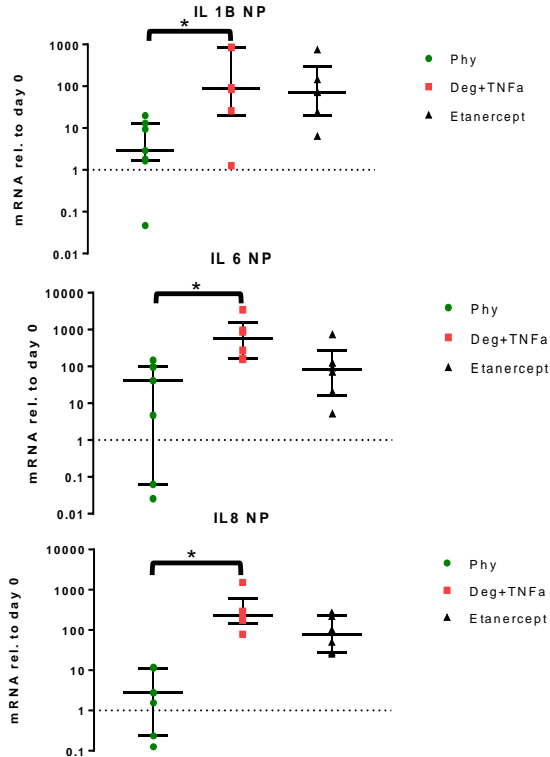 IL 1B NP
*
1000
100
10
1
0.1
0.01
mRNA rel. to day 0
Phy
Deg+TNFa
Etanercept
IL 6 NP
*
10000
1000
100
10
1
0.1
0.01
mRNA rel. to day 0
Phy
Deg+TNFa
Etanercept
IL8 NP
*
10000
1000
100
10
1
0.1
mRNA rel. to day 0
Phy
Deg+TNFa
Etanercept